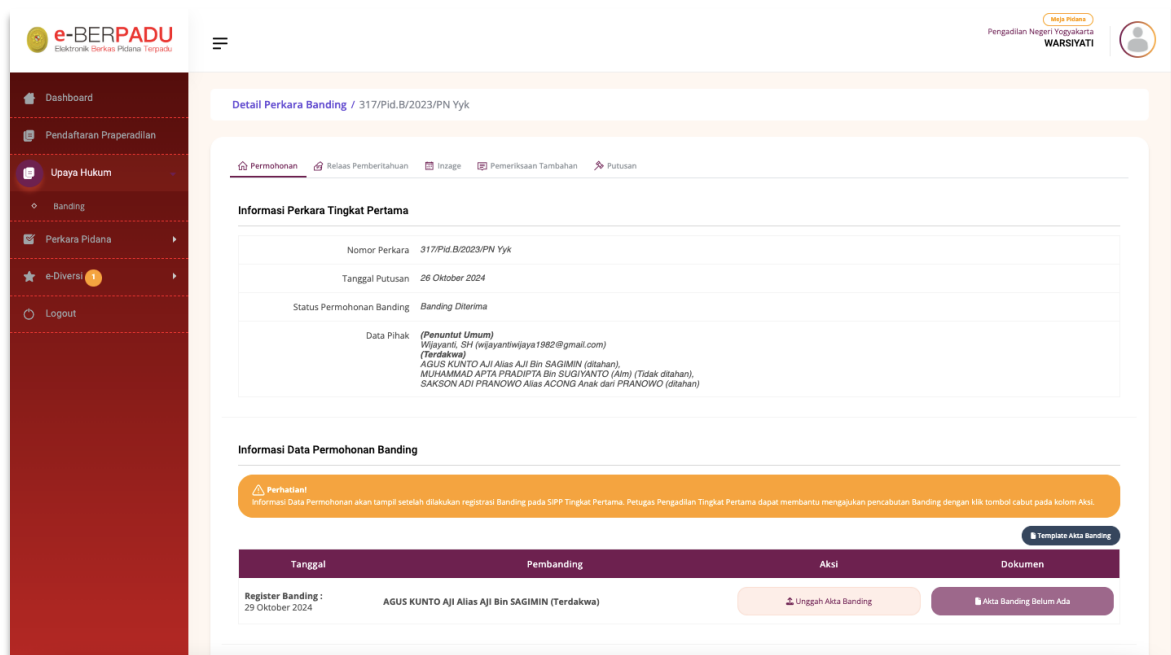 e-BERPADU
Elektronik Berkas Pidana Terpadu
Meja Pidana
Pengadilan Negeri Yogyakarta
WARSIYATI
Dashboard
Pendaftaran Praperadilan
Upaya Hukum
Banding
Perkara Pidana
e-Diversi 1
Logout
Detail Perkara Banding / 317/Pid.B/2023/PN Yyk
Permohonan Relaas Pemberitahuan Inzage Pemeriksaan Tambahan Putusan
Informasi Perkara Tingkat Pertama
Nomor Perkara 317/Pid.B/2023/PN Yyk
Tanggal Putusan 26 Oktober 2024
Status Permohonan Banding Banding Diterima
Data Pihak (Penuntut Umum)
Wijayanti, SH (wijayantiwijaya1982@gmail.com)
(Terdakwa)
AGUS KUNTO AJI Alias AJI Bin SAGIMIN (ditahan),
MUHAMMAD APTA PRADIPTA Bin SUGIYANTO (Alm) (Tidak ditahan),
SAKSON ADI PRANOWO Alias ACONG Anak dari PRANOWO (ditahan)
Informasi Data Permohonan Banding
Perhatian!
Informasi Data Permohonan akan tampil setelah dilakukan registrasi Banding pada SIPP Tingkat Pertama. Petugas Pengadilan Tingkat Pertama dapat membantu mengajukan pencabutan Banding dengan klik tombol cabut pada kolom Aksi.
Template Akta Banding
Tanggal Pembanding Aksi Dokumen
Register Banding :
29 Oktober 2024
AGUS KUNTO AJI Alias AJI Bin SAGIMIN (Terdakwa)
Unggah Akta Banding
Akta Banding Belum Ada